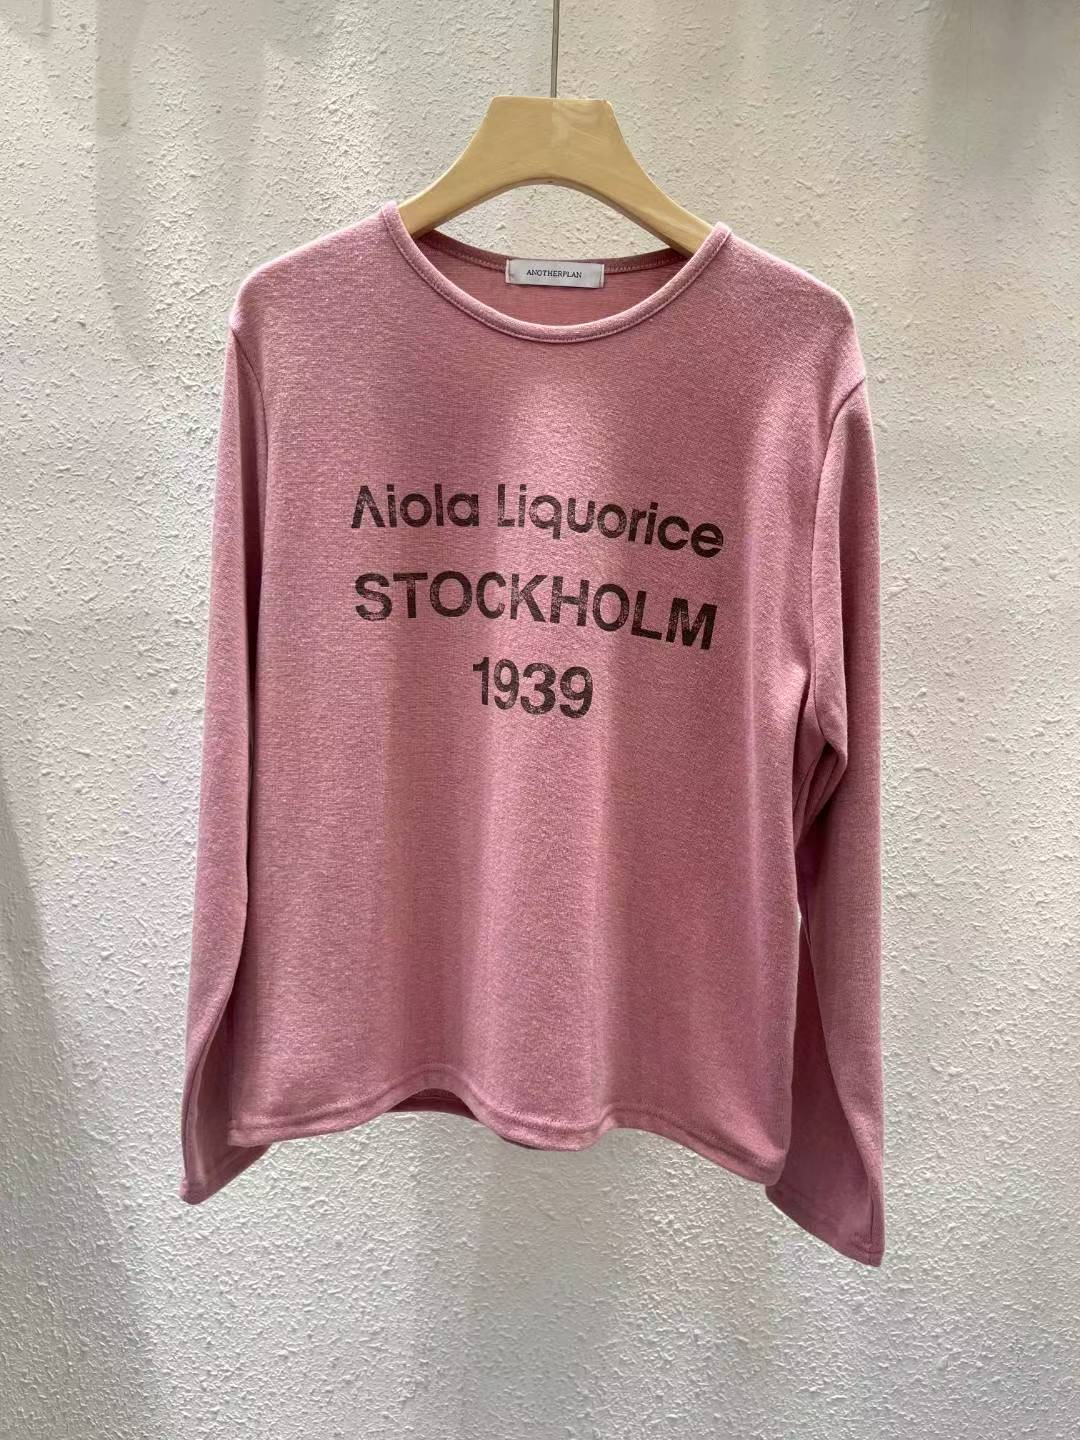 ANOTHERPLAN
Aiola Liquorice
STOCKHOLM
1939